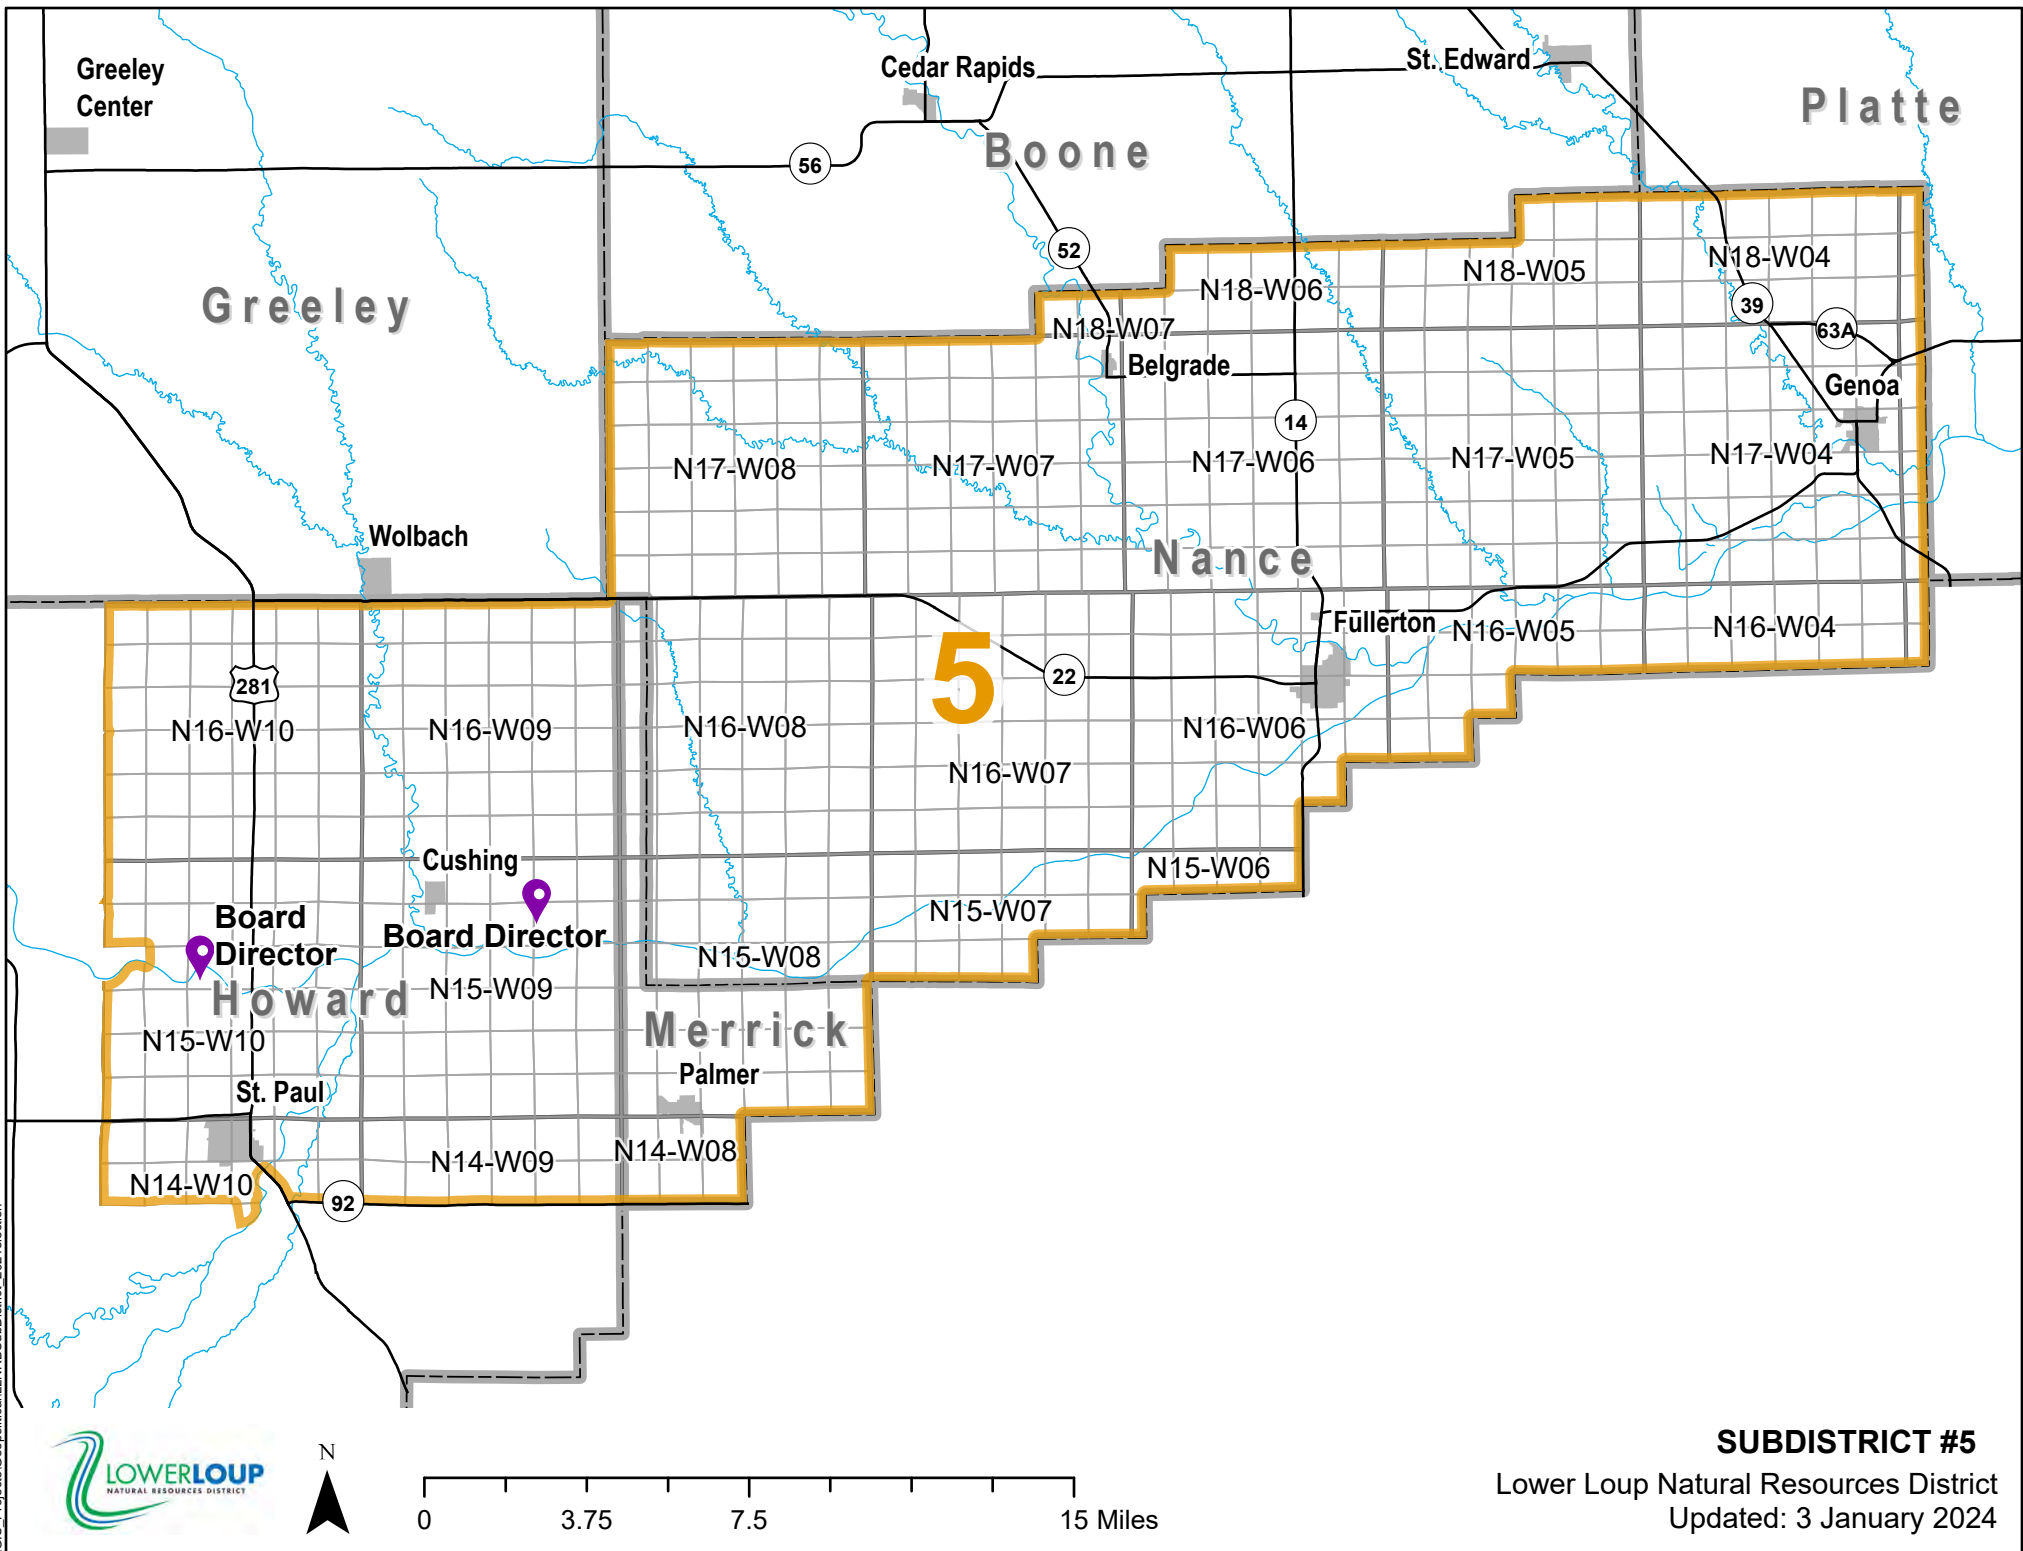 Greeley
Center
Cedar Rapids
St. Edward
Platte
Boone
56
52
Greeley
N18-W04
N18-W05
N18-W06
39
N18-W07
63A
Belgrade
Genoa
14
N17-W08
N17-W07
N17-W06
N17-W05
N17-W04
Wolbach
Nance
Fullerton
N16-W05
N16-W04
5
22
281
N16-W10
N16-W09
N16-W08
N16-W06
N16-W07
Cushing
N15-W06
Board
Director
Board Director
N15-W07
N15-W08
Howard
N15-W09
Merrick
N15-W10
Palmer
St. Paul
N14-W08
N14-W09
N14-W10
92
LOWERLOUP
NATURAL RESOURCES DISTRICT
N
0 3.75 7.5 15 Miles
SUBDISTRICT #5
Lower Loup Natural Resources District
Updated: 3 January 2024